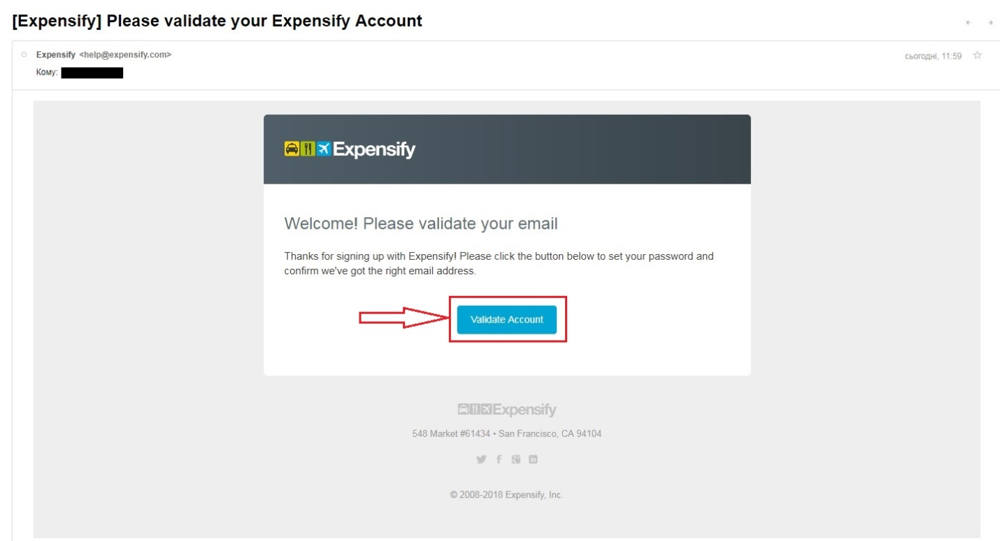 [Expensify] Please validate your Expensify Account
Expensify <help@expensify.com>
сьогодні, 11:59
Кому:
Expensify
Welcome! Please validate your email
Thanks for signing up with Expensify! Please click the button below to set your password and
confirm we've got the right email address.
Validate Account
Expensify
548 Market #61434 • San Francisco, CA 94104
© 2008-2018 Expensify, Inc.